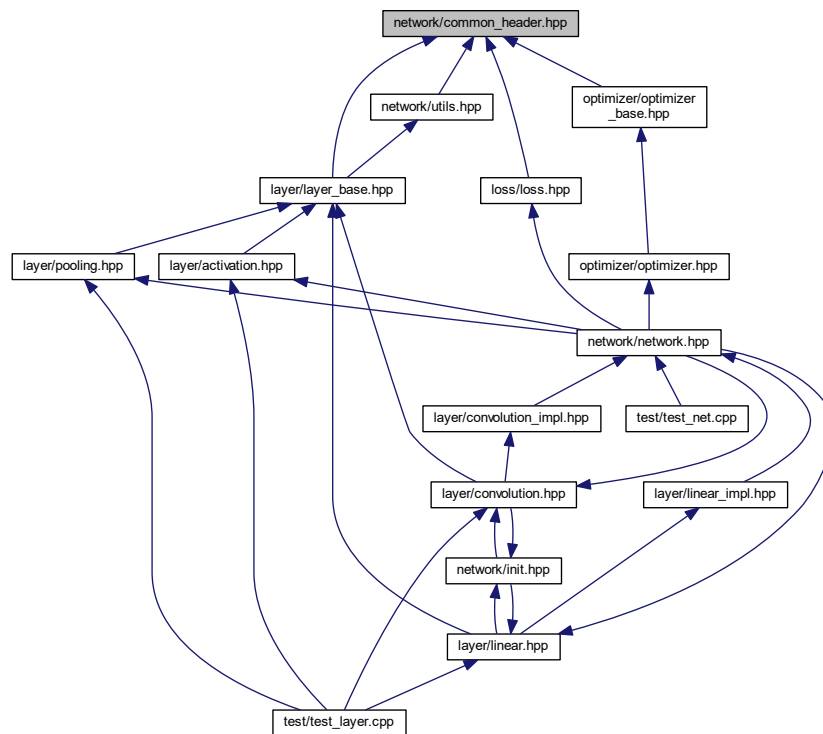 network/common_header.hpp
network/utils.hpp
optimizer/optimizer
_base.hpp
layer/layer_base.hpp
loss/loss.hpp
layer/pooling.hpp
layer/activation.hpp
optimizer/optimizer.hpp
network/network.hpp
layer/convolution_impl.hpp
test/test_net.cpp
layer/convolution.hpp
layer/linear_impl.hpp
network/init.hpp
layer/linear.hpp
test/test_layer.cpp